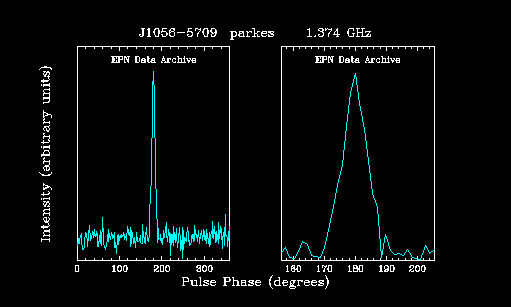 J1056-5709 parkes 1.374 GHz
EPN Data Archive EPN Data Archive
Intensity (arbitrary units)
0 100 200 300 160 170 180 190 200
Pulse Phase (degrees)